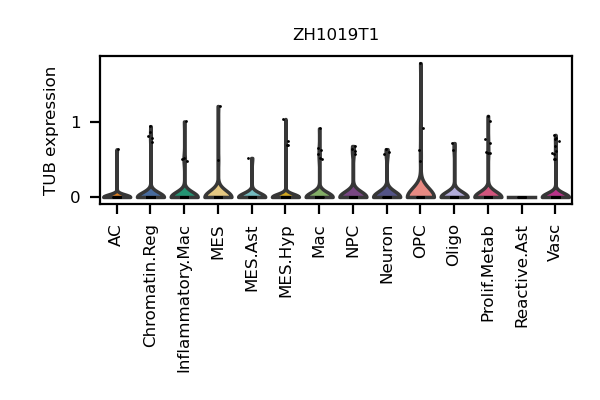 ZH1019T1
TUB expression
1
0
AC
Chromatin.Reg
Inflammatory.Mac
MES
MES.Ast
MES.Hyp
Mac
NPC
Neuron
OPC
Oligo
Prolif.Metab
Reactive.Ast
Vasc